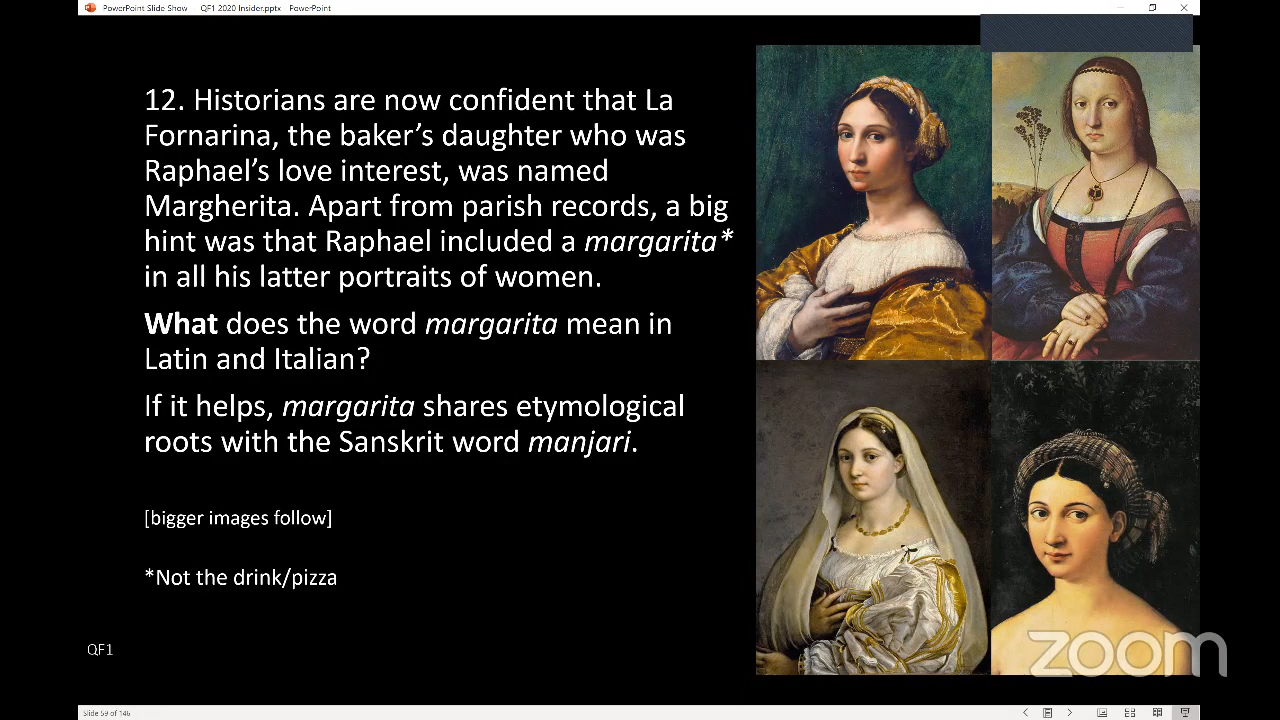 PowerPoint Slide Show    QF1 2020 Insider.pptx    PowerPoint
12. Historians are now confident that La
Fornarina, the baker’s daughter who was
Raphael’s love interest, was named
Margherita. Apart from parish records, a big
hint was that Raphael included a margarita*
in all his latter portraits of women.
What does the word margarita mean in
Latin and Italian?
If it helps, margarita shares etymological
roots with the Sanskrit word manjari.
[bigger images follow]
*Not the drink/pizza
QF1
zoom
Slide 59 of 146